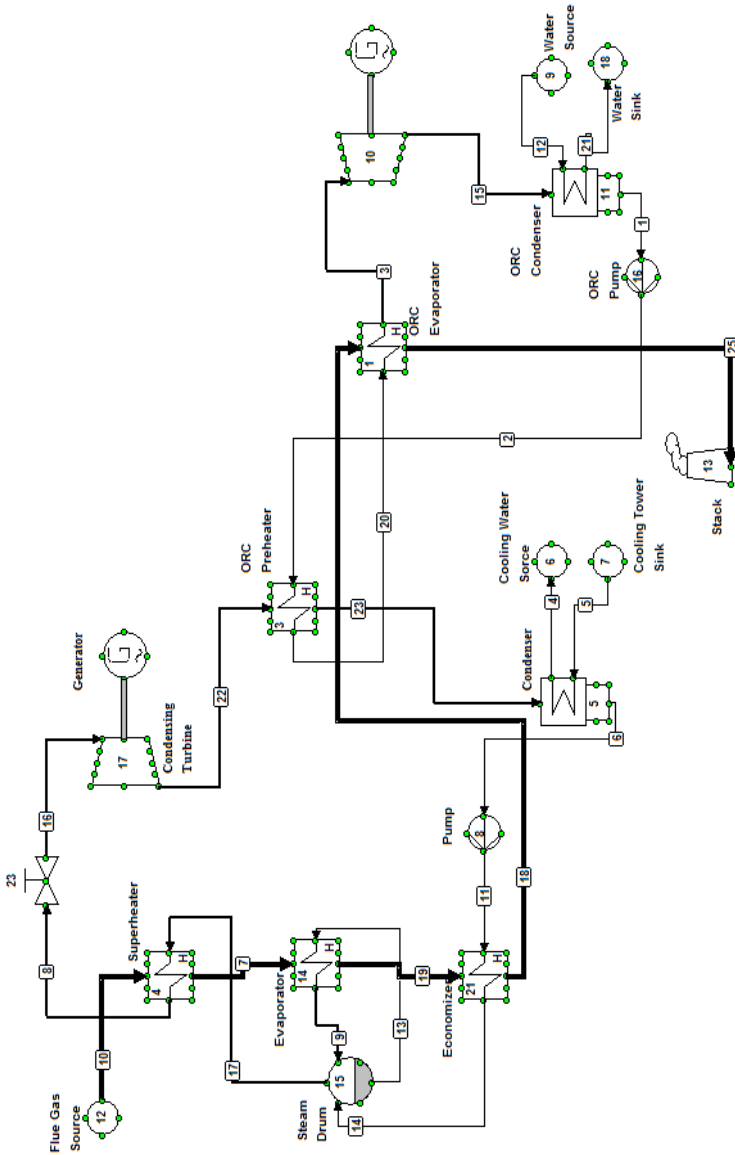 Flue Gas
Source
12
10
8
23
16
Superheater
4
H
7
17
Evaporator
14
H
9
13
Steam
Drum
15
14
19
Economizer
21
H
11
Pump
8
18
6
Condenser
5
4
5
Cooling Water
Sorce
6
7
Cooling Tower
Sink
Generator
G
~
17
Condensing
Turbine
22
ORC
Preheater
3
H
23
20
2
ORC
Evaporator
1
H
3
10
G
~
15
ORC
Condenser
11
12
21
9
Water
Source
18
Water
Sink
1
ORC
Pump
16
25
13
Stack